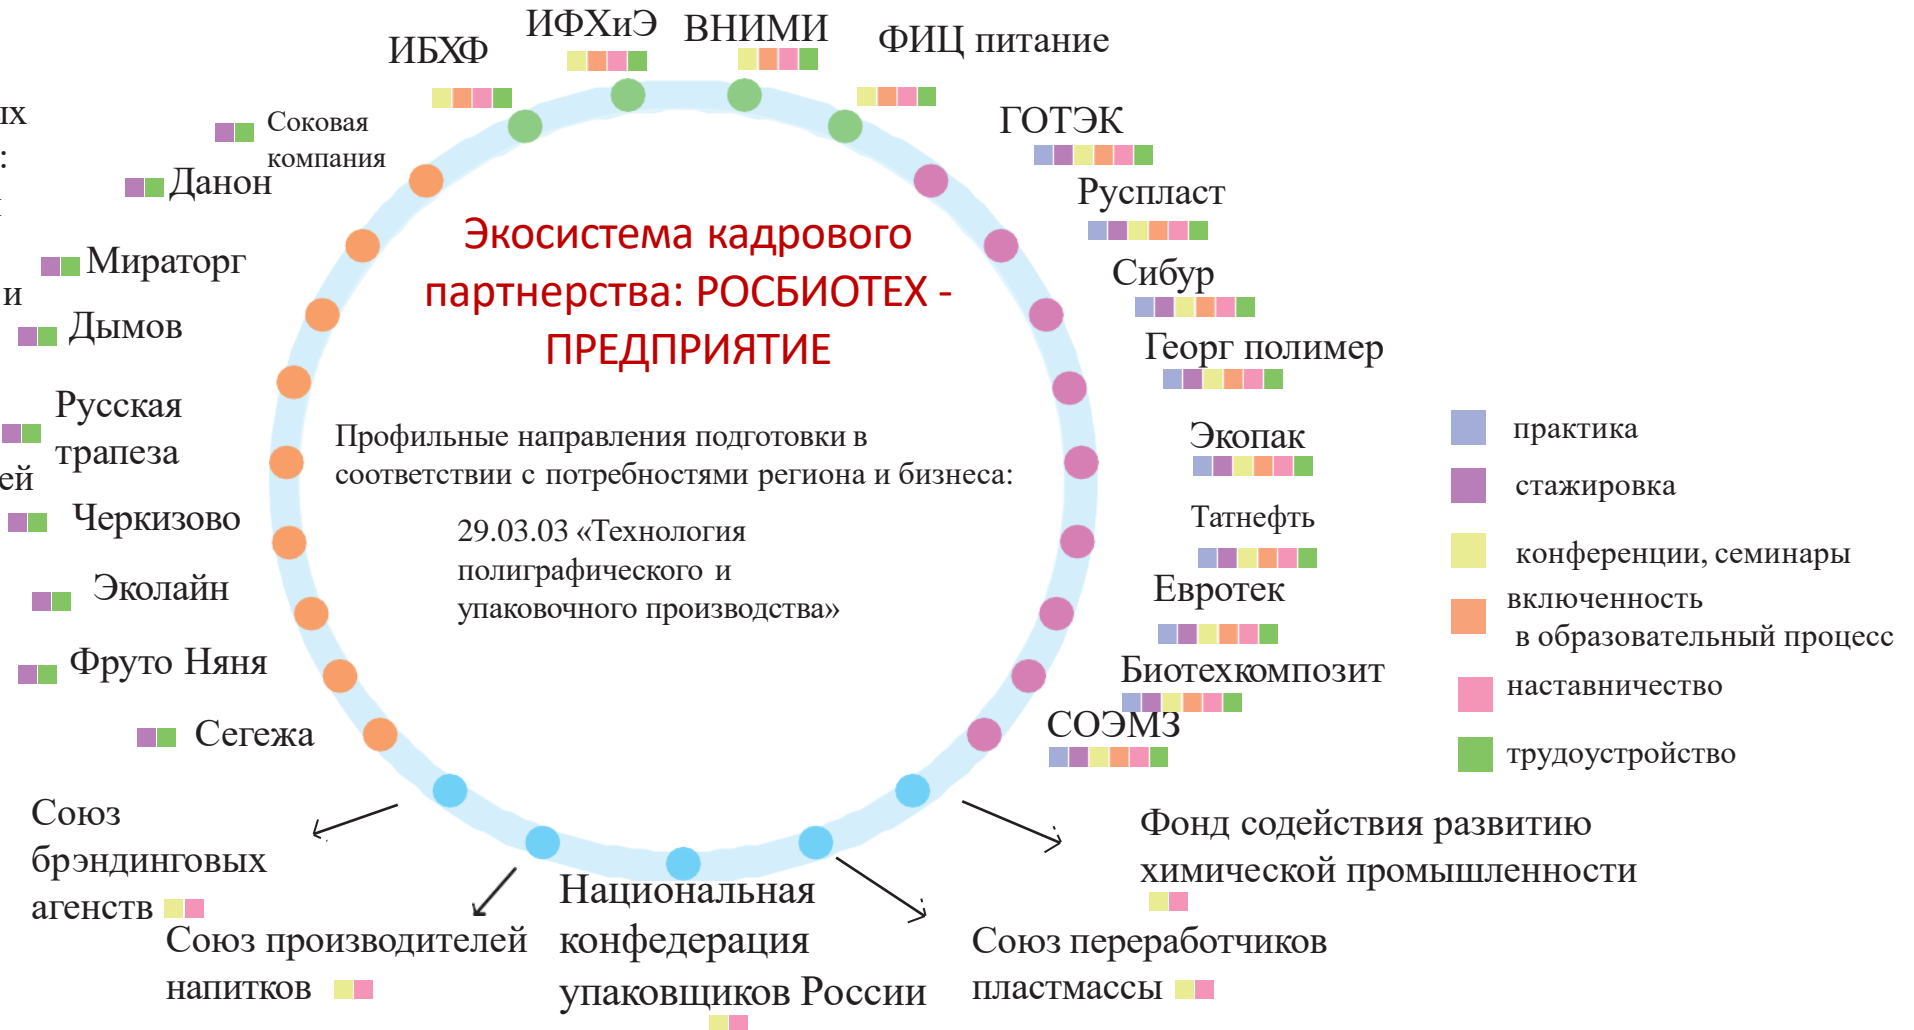 ИБХФ
ИФХиЭ
ВНИМИ
ФИЦ питание
ых
:
и
ей
Соковая
компания
Данон
Мираторг
Дымов
Русская
трапеза
Черкизово
Эколайн
Фруто Няня
Сегежа
Экосистема кадрового
партнерства: РОСБИОТЕХ -
ПРЕДПРИЯТИЕ
Профильные направления подготовки в
соответствии с потребностями региона и бизнеса:
29.03.03 «Технология
полиграфического и
упаковочного производства»
ГОТЭК
Руспласт
Сибур
Георг полимер
Экопак
Татнефть
Евротек
Биотехкомпозит
СОЭМЗ
практика
стажировка
конференции, семинары
включенность
в образовательный процесс
наставничество
трудоустройство
Союз
брэндинговых
агенств
Союз производителей
напитков
Национальная
конфедерация
упаковщиков России
Союз переработчиков
пластмассы
Фонд содействия развитию
химической промышленности